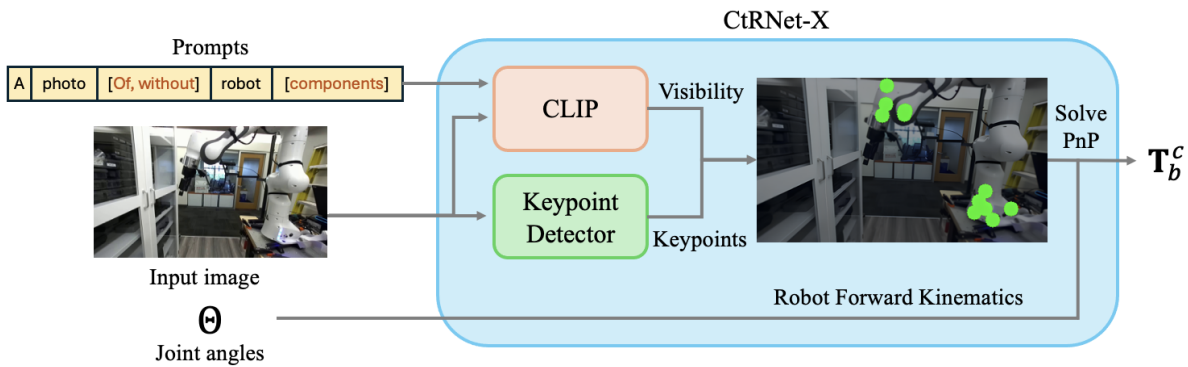 CtRNet-X
Prompts
A photo [Of, without] robot [components]
CLIP
Visibility
Solve
PnP
T_b^c
Keypoint
Detector
Keypoints
Input image
Robot Forward Kinematics
Θ
Joint angles